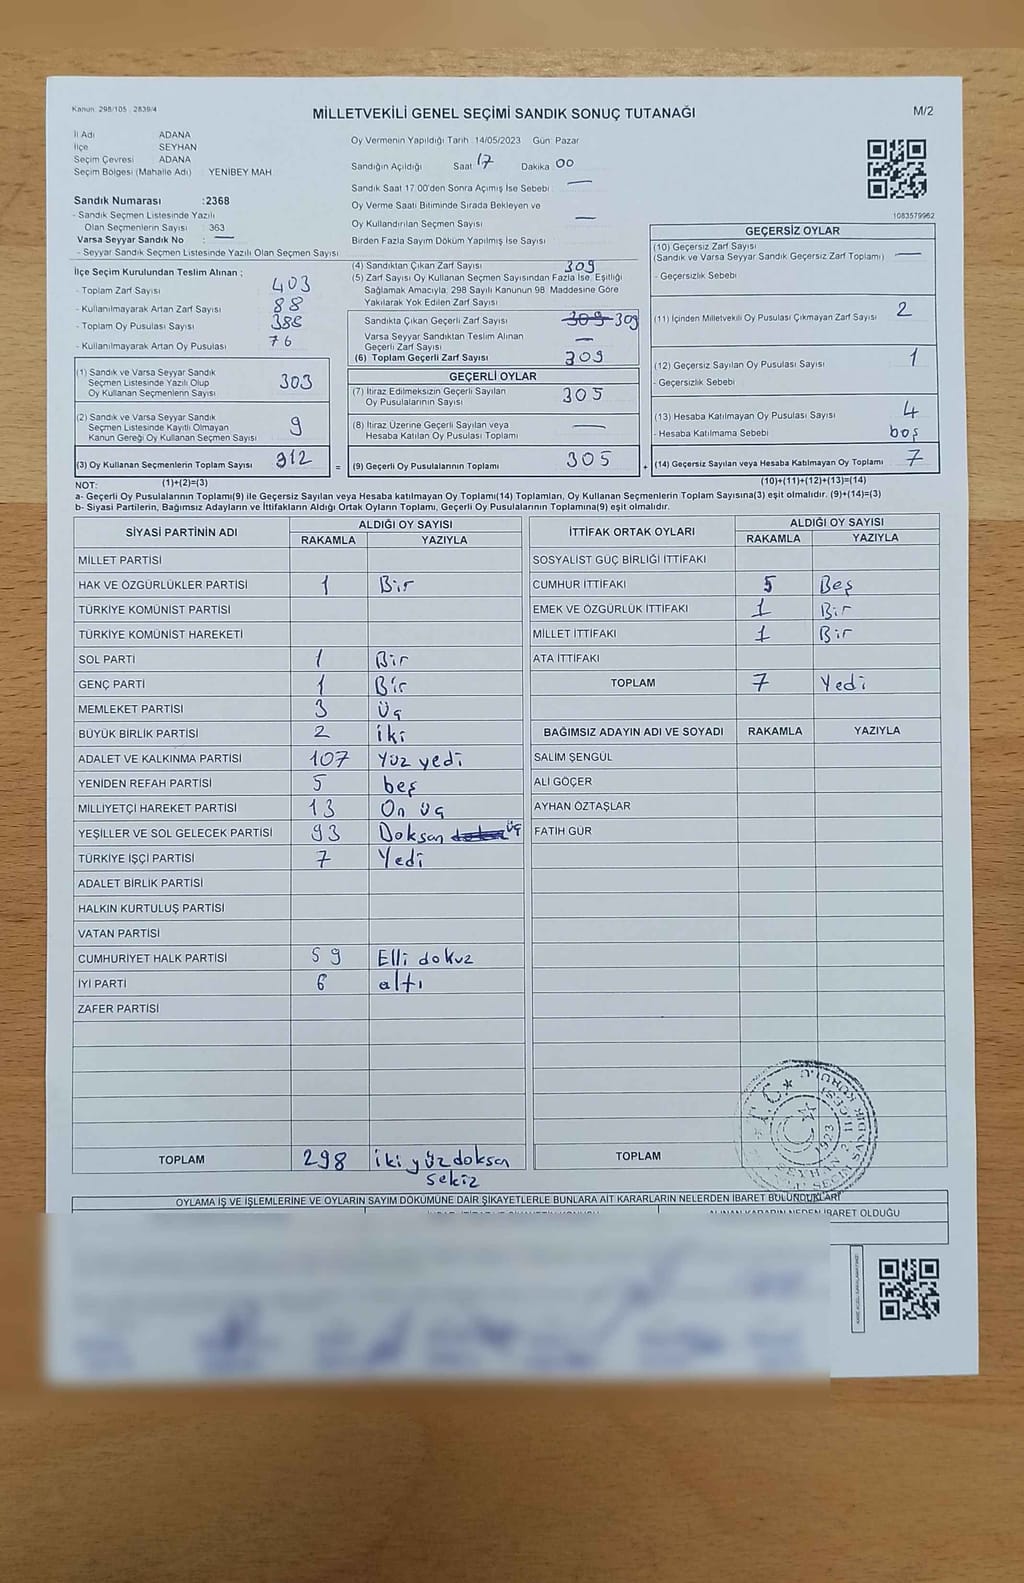 Kanun: 298/105 , 2839/4
MİLLETVEKİLİ GENEL SEÇİMİ SANDIK SONUÇ TUTANAĞI
M/2
İl Adı ADANA
İlçe SEYHAN
Seçim Çevresi ADANA
Seçim Bölgesi (Mahalle Adı) YENİBEY MAH
Sandık Numarası :2368
- Sandık Seçmen Listesinde Yazılı
Olan Seçmenlerin Sayısı : 363
Varsa Seyyar Sandık No : —
- Seyyar Sandık Seçmen Listesinde Yazılı Olan Seçmen Sayısı
Oy Vermenin Yapıldığı Tarih :14/05/2023 Gün: Pazar
Sandığın Açıldığı Saat 17 Dakika 00
Sandık Saat 17:00'den Sonra Açımış İse Sebebi —
Oy Verme Saati Bitiminde Sırada Bekleyen ve
Oy Kullandırılan Seçmen Sayısı —
Birden Fazla Sayım Döküm Yapılmış İse Sayısı
1083579962
İlçe Seçim Kurulundan Teslim Alınan ;
- Toplam Zarf Sayısı 403
- Kullanılmayarak Artan Zarf Sayısı 88
- Toplam Oy Pusulası Sayısı 388
- Kullanılmayarak Artan Oy Pusulası 76
(1) Sandık ve Varsa Seyyar Sandık
Seçmen Listesinde Yazılı Olup
Oy Kullanan Seçmenlerin Sayısı 303
(2) Sandık ve Varsa Seyyar Sandık
Seçmen Listesinde Kayıtlı Olmayan
Kanun Gereği Oy Kullanan Seçmen Sayısı 9
(3) Oy Kullanan Seçmenlerin Toplam Sayısı 312
(4) Sandıktan Çıkan Zarf Sayısı 309
(5) Zarf Sayısı Oy Kullanan Seçmen Sayısından Fazla İse, Eşitliği
Sağlamak Amacıyla, 298 Sayılı Kanunun 98. Maddesine Göre
Yakılarak Yok Edilen Zarf Sayısı
Sandıkta Çıkan Geçerli Zarf Sayısı 309 309
Varsa Seyyar Sandıktan Teslim Alınan
Geçerli Zarf Sayısı —
(6) Toplam Geçerli Zarf Sayısı 309
GEÇERLİ OYLAR
(7) İtiraz Edilmeksizin Geçerli Sayılan
Oy Pusulalarının Sayısı 305
(8) İtiraz Üzerine Geçerli Sayılan veya
Hesaba Katılan Oy Pusulası Toplamı —
= (9) Geçerli Oy Pusulalarının Toplamı 305
GEÇERSİZ OYLAR
(10) Geçersiz Zarf Sayısı
(Sandık ve Varsa Seyyar Sandık Geçersiz Zarf Toplamı) —
- Geçersizlik Sebebi
(11) İçinden Milletvekili Oy Pusulası Çıkmayan Zarf Sayısı 2
(12) Geçersiz Sayılan Oy Pusulası Sayısı 1
- Geçersizlik Sebebi
(13) Hesaba Katılmayan Oy Pusulası Sayısı 4
- Hesaba Katılmama Sebebi boş
+ (14) Geçersiz Sayılan veya Hesaba Katılmayan Oy Toplamı 7
NOT: (1)+(2)=(3) (10)+(11)+(12)+(13)=(14)
a- Geçerli Oy Pusulalarının Toplamı(9) ile Geçersiz Sayılan veya Hesaba katılmayan Oy Toplamı(14) Toplamları, Oy Kullanan Seçmenlerin Toplam Sayısına(3) eşit olmalıdır. (9)+(14)=(3)
b- Siyasi Partilerin, Bağımsız Adayların ve İttifakların Aldığı Ortak Oyların Toplamı, Geçerli Oy Pusulalarının Toplamına(9) eşit olmalıdır.
SİYASİ PARTİNİN ADI ALDIĞI OY SAYISI
RAKAMLA YAZIYLA
MİLLET PARTİSİ
HAK VE ÖZGÜRLÜKLER PARTİSİ 1 Bir
TÜRKİYE KOMÜNİST PARTİSİ
TÜRKİYE KOMÜNİST HAREKETİ
SOL PARTİ 1 Bir
GENÇ PARTİ 1 Bir
MEMLEKET PARTİSİ 3 Üç
BÜYÜK BİRLİK PARTİSİ 2 iki
ADALET VE KALKINMA PARTİSİ 107 Yüz yedi
YENİDEN REFAH PARTİSİ 5 beş
MİLLİYETÇİ HAREKET PARTİSİ 13 On üç
YEŞİLLER VE SOL GELECEK PARTİSİ 93 Doksan üç
TÜRKİYE İŞÇİ PARTİSİ 7 Yedi
ADALET BİRLİK PARTİSİ
HALKIN KURTULUŞ PARTİSİ
VATAN PARTİSİ
CUMHURİYET HALK PARTİSİ 59 Elli dokuz
İYİ PARTİ 6 altı
ZAFER PARTİSİ
TOPLAM 298 iki yüz doksan
sekiz
İTTİFAK ORTAK OYLARI ALDIĞI OY SAYISI
RAKAMLA YAZIYLA
SOSYALİST GÜÇ BİRLİĞİ İTTİFAKI
CUMHUR İTTİFAKI 5 Beş
EMEK VE ÖZGÜRLÜK İTTİFAKI 1 Bir
MİLLET İTTİFAKI 1 Bir
ATA İTTİFAKI
TOPLAM 7 Yedi
BAĞIMSIZ ADAYIN ADI VE SOYADI RAKAMLA YAZIYLA
SALİM ŞENGÜL
ALİ GÖÇER
AYHAN ÖZTAŞLAR
FATİH GÜR
TOPLAM
T.C.
1923
OYLAMA İŞ VE İŞLEMLERİNE VE OYLARIN SAYIM DÖKÜMÜNE DAİR ŞİKAYETLERLE BUNLARA AİT KARARLARIN NELERDEN İBARET BULUNDUKLARI
ALINAN KARARIN NEDEN İBARET OLDUĞU